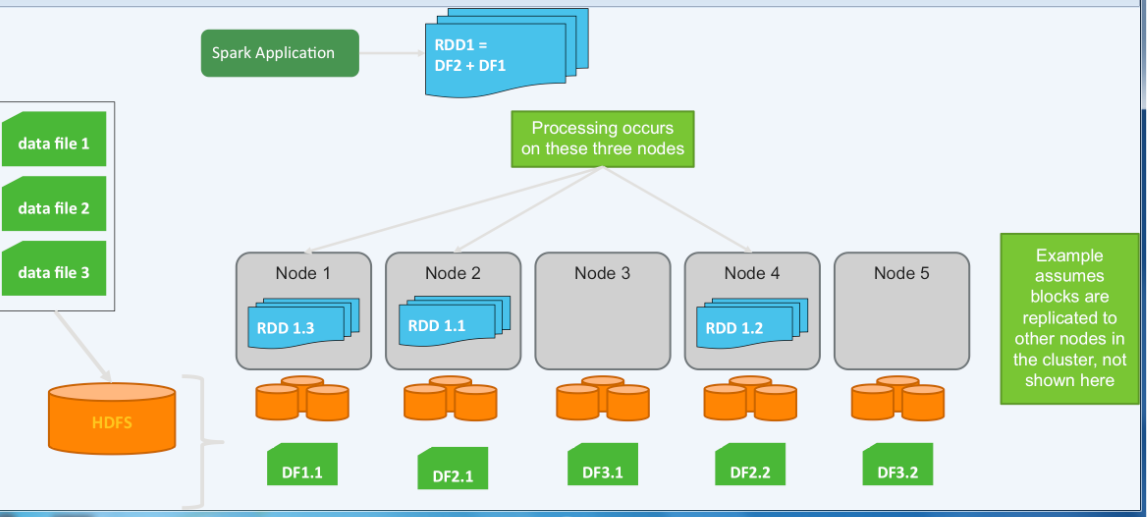 Spark Application
RDD1 =
DF2 + DF1
Processing occurs
on these three nodes
data file 1
data file 2
data file 3
HDFS
Node 1
Node 2
Node 3
Node 4
Node 5
RDD 1.3
RDD 1.1
RDD 1.2
DF1.1
DF2.1
DF3.1
DF2.2
DF3.2
Example
assumes
blocks are
replicated to
other nodes in
the cluster, not
shown here